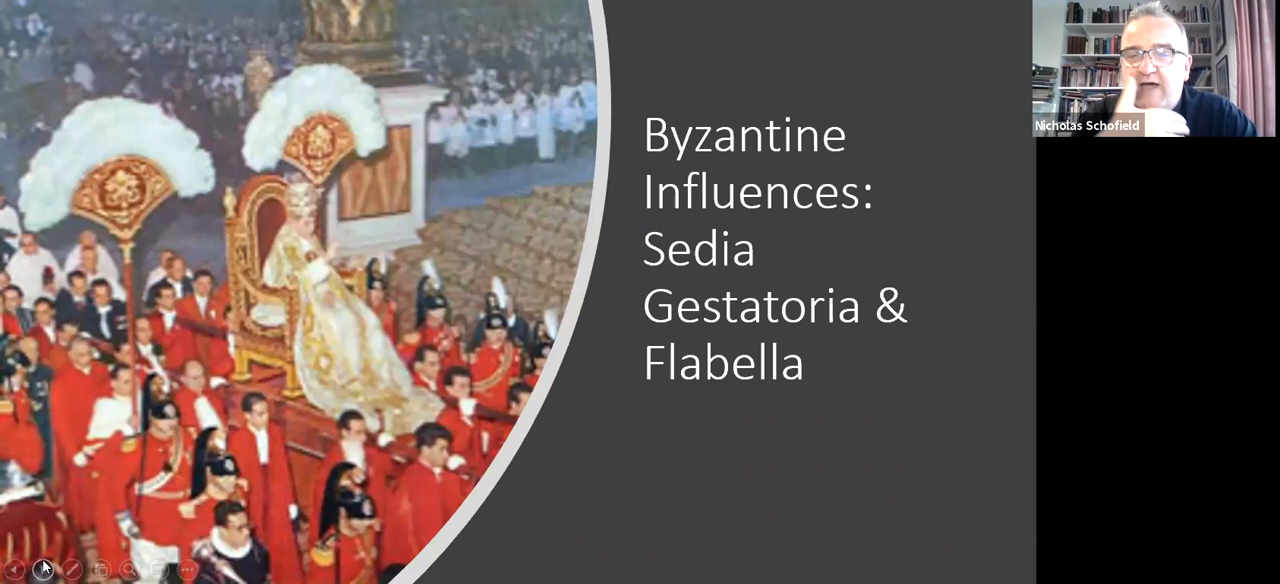 Byzantine
Influences:
Sedia
Gestatoria &
Flabella
Nicholas Schofield